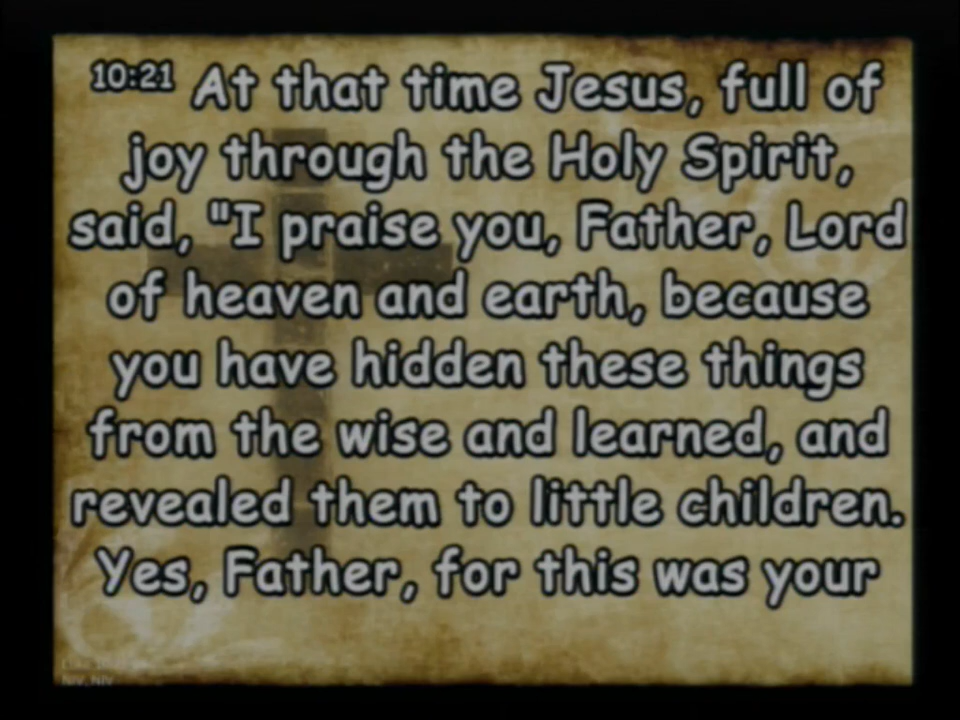 10:21 At that time Jesus, full of
joy through the Holy Spirit,
said, "I praise you, Father, Lord
of heaven and earth, because
you have hidden these things
from the wise and learned, and
revealed them to little children.
Yes, Father, for this was your
NIV, NIV